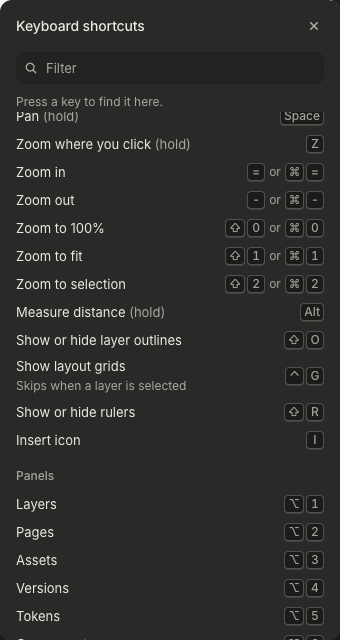 Keyboard shortcuts ×
Filter
Press a key to find it here.
Pan (hold) Space
Zoom where you click (hold) Z
Zoom in = or ⌘ =
Zoom out - or ⌘ -
Zoom to 100% ⇧ 0 or ⌘ 0
Zoom to fit ⇧ 1 or ⌘ 1
Zoom to selection ⇧ 2 or ⌘ 2
Measure distance (hold) Alt
Show or hide layer outlines ⇧ O
Show layout grids ^ G
Skips when a layer is selected
Show or hide rulers ⇧ R
Insert icon I
Panels
Layers ⌥ 1
Pages ⌥ 2
Assets ⌥ 3
Versions ⌥ 4
Tokens ⌥ 5